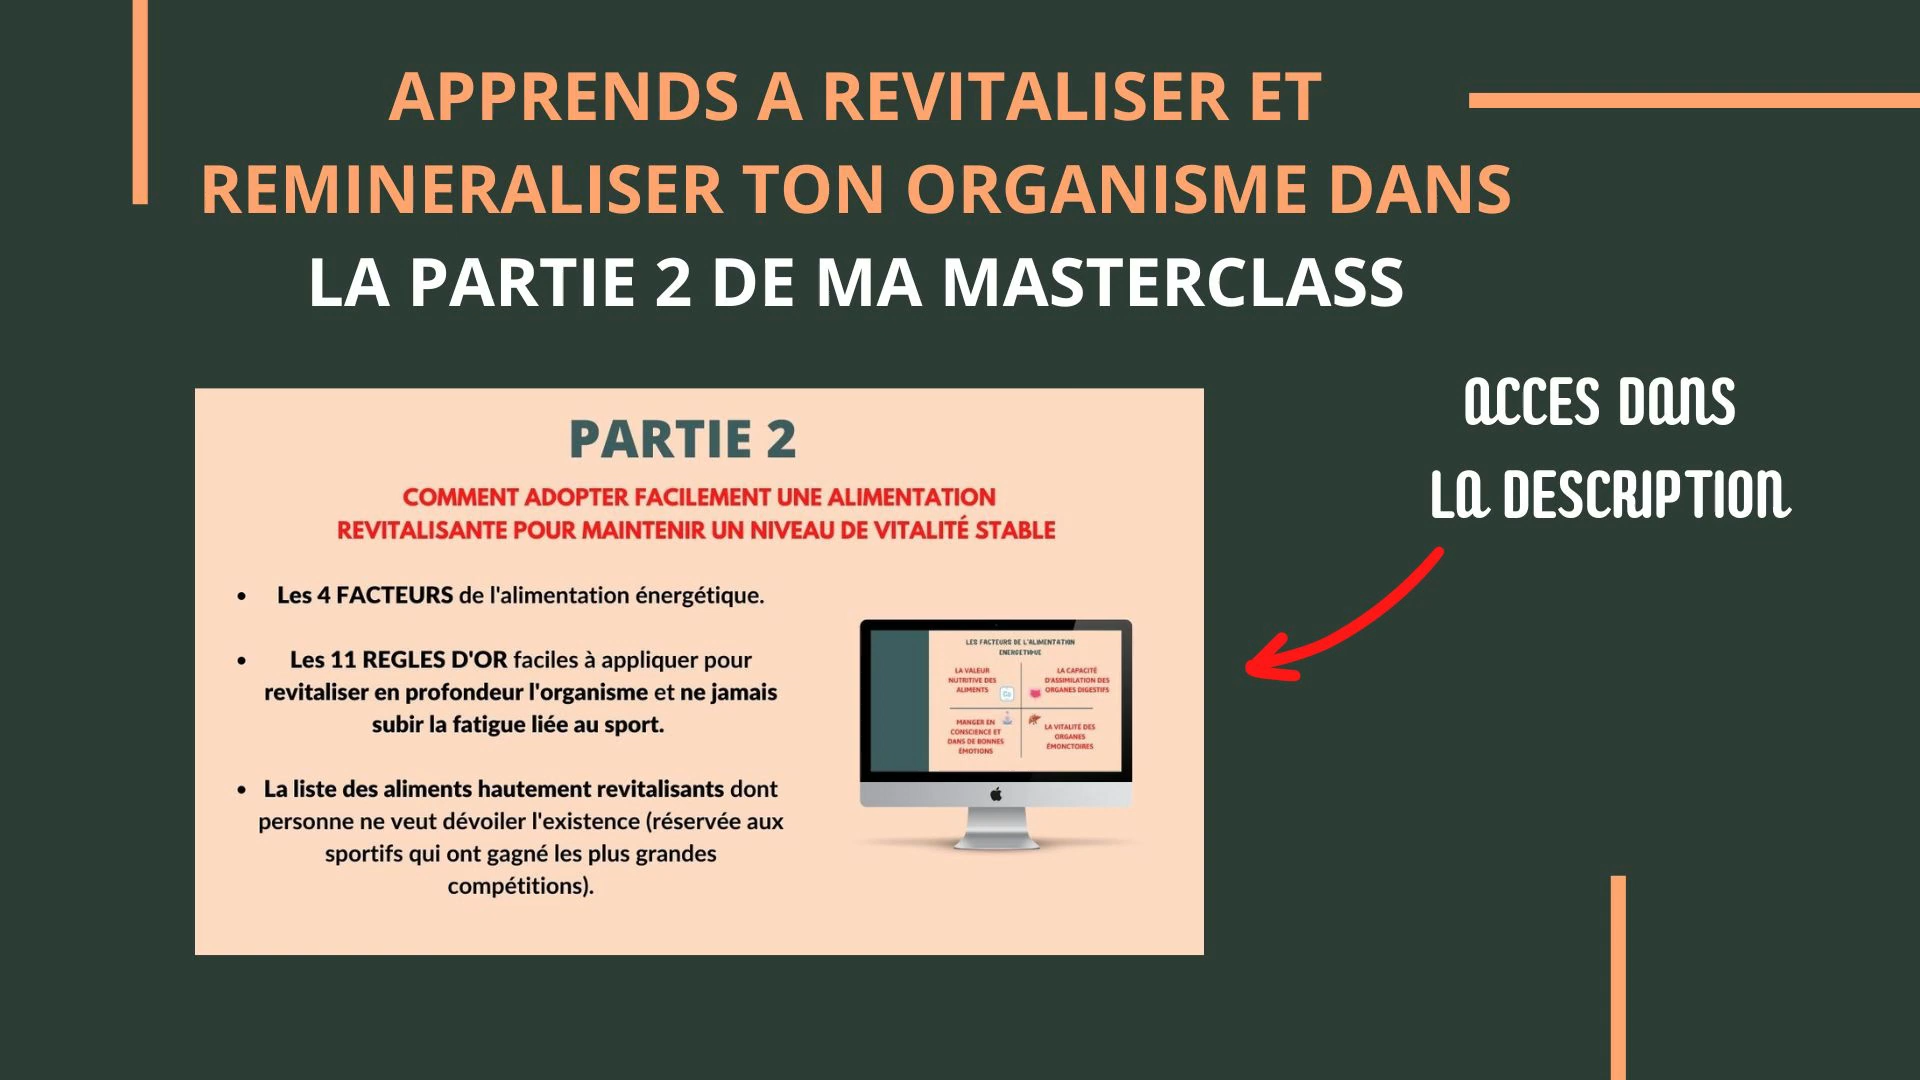 APPRENDS A REVITALISER ET
REMINERALISER TON ORGANISME DANS
LA PARTIE 2 DE MA MASTERCLASS
ACCES DANS
LA DESCRIPTION
PARTIE 2
COMMENT ADOPTER FACILEMENT UNE ALIMENTATION
REVITALISANTE POUR MAINTENIR UN NIVEAU DE VITALITÉ STABLE
• Les 4 FACTEURS de l'alimentation énergétique.
• Les 11 REGLES D'OR faciles à appliquer pour
revitaliser en profondeur l'organisme et ne jamais
subir la fatigue liée au sport.
• La liste des aliments hautement revitalisants dont
personne ne veut dévoiler l'existence (réservée aux
sportifs qui ont gagné les plus grandes
compétitions).
LES FACTEURS DE L'ALIMENTATION
ENERGETIQUE
LA VALEUR
NUTRITIVE DES
ALIMENTS
LA CAPACITÉ
D'ASSIMILATION DES
ORGANES DIGESTIFS
MANGER EN
CONSCIENCE ET
DANS DE BONNES
ÉMOTIONS
LA VITALITÉ DES
ORGANES
ÉMONCTOIRES